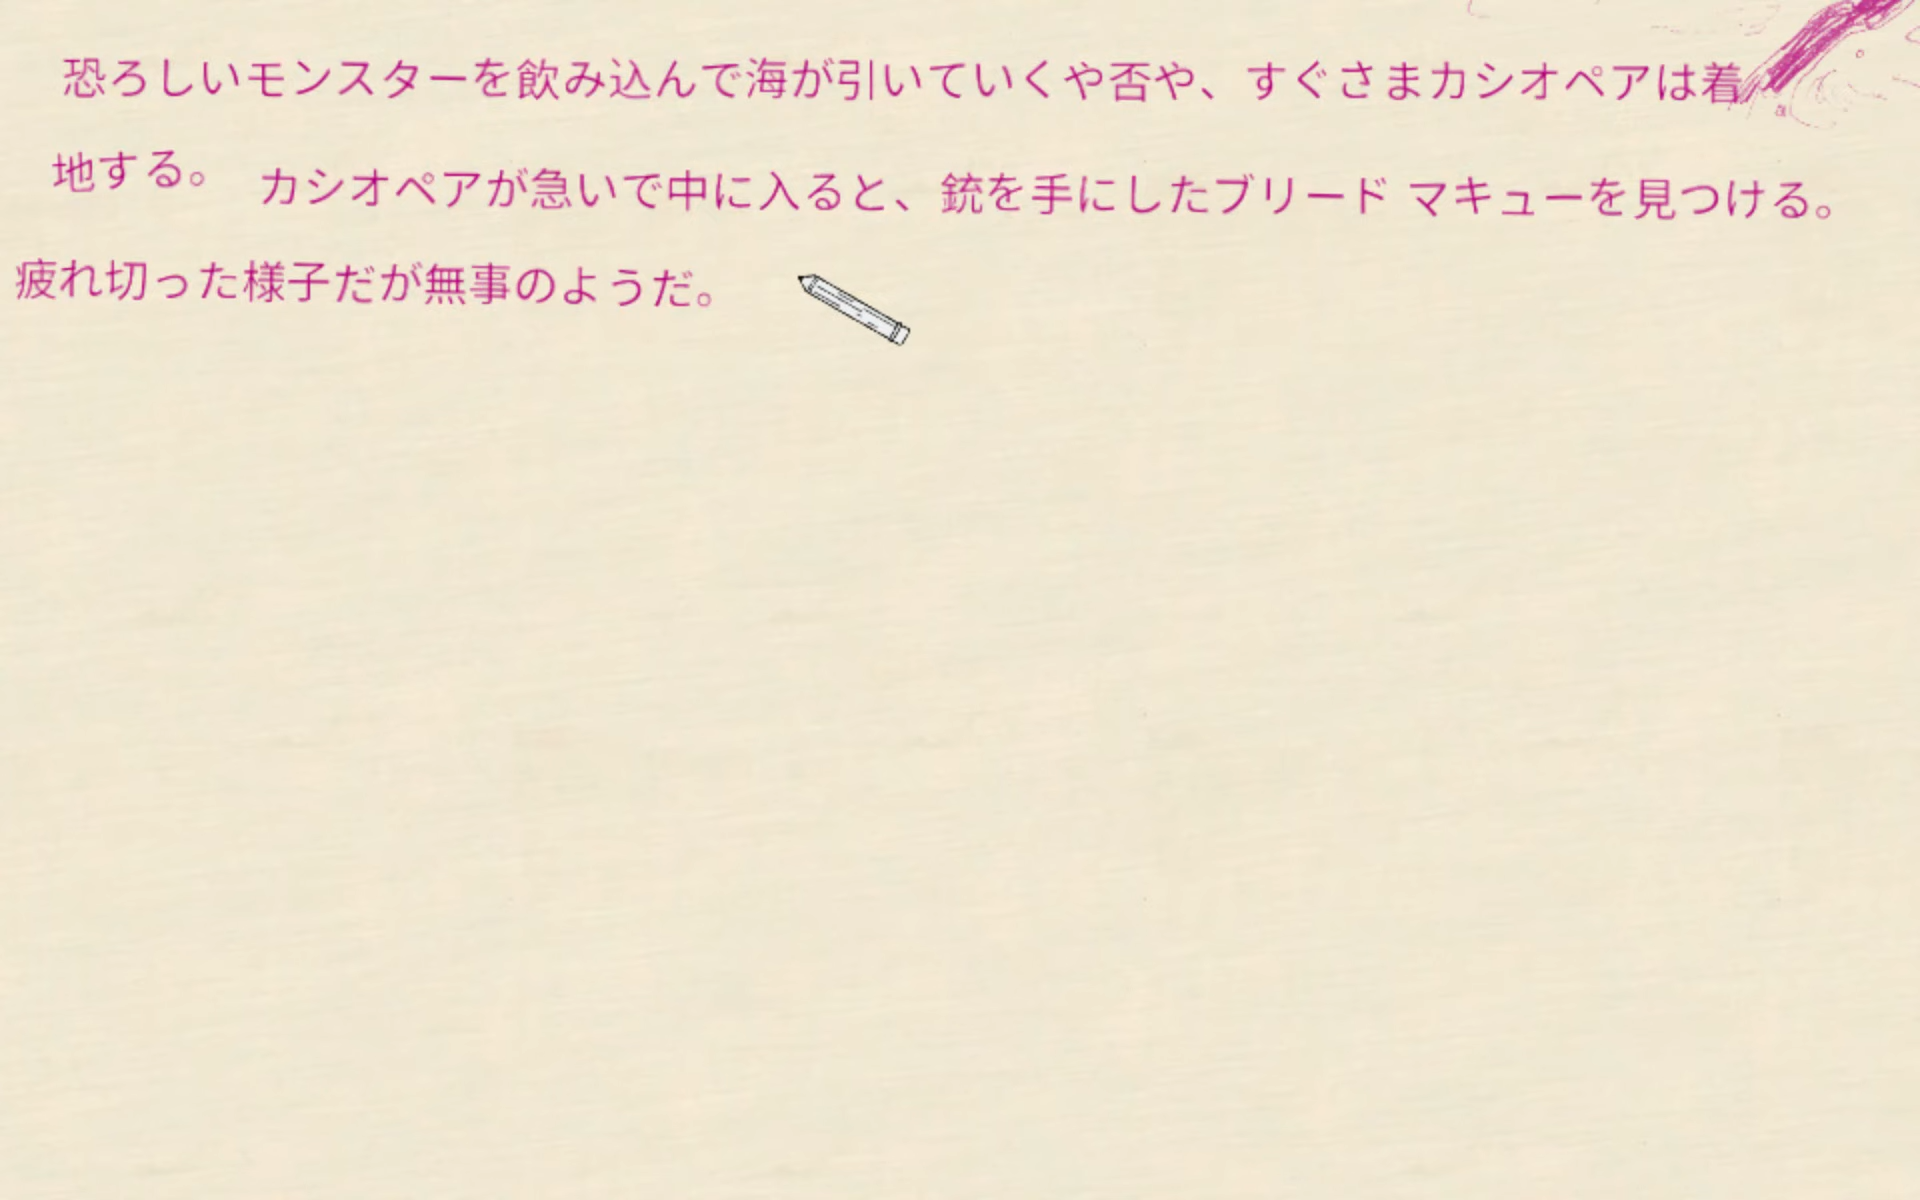 恐ろしいモンスターを飲み込んで海が引いていくや否や、すぐさまカシオペアは着
地する。 カシオペアが急いで中に入ると、銃を手にしたブリード マキューを見つける。
疲れ切った様子だが無事のようだ。